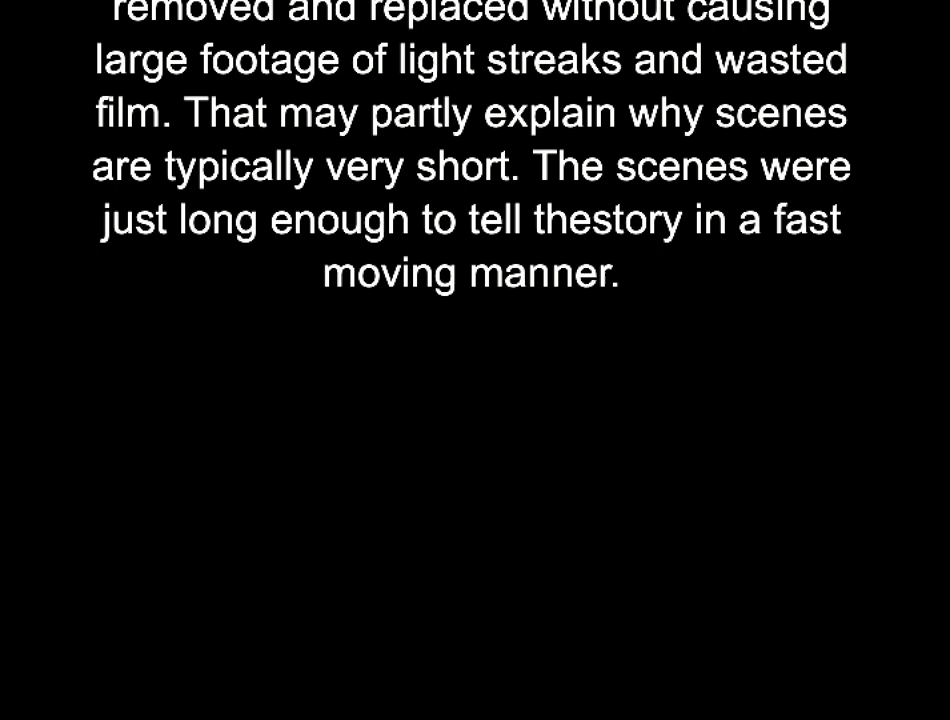 removed and replaced without causing
large footage of light streaks and wasted
film. That may partly explain why scenes
are typically very short. The scenes were
just long enough to tell thestory in a fast
moving manner.